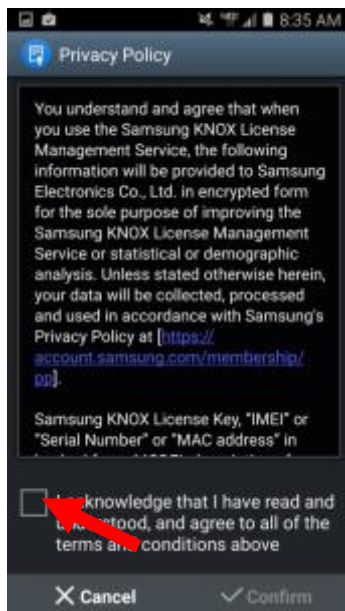 8:35 AM
Privacy Policy
You understand and agree that when
you use the Samsung KNOX License
Management Service, the following
information will be provided to Samsung
Electronics Co., Ltd. in encrypted form
for the sole purpose of improving the
Samsung KNOX License Management
Service or statistical or demographic
analysis. Unless stated otherwise herein,
your data will be collected, processed
and used in accordance with Samsung's
Privacy Policy at [https://
account.samsung.com/membership/
pp].
Samsung KNOX License Key, "IMEI" or
"Serial Number" or "MAC address" in
that I have read and
and agree to all of the
terms and conditions above
Cancel
Confirm